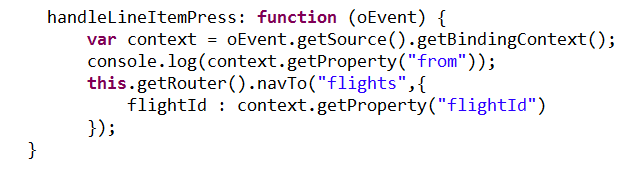 handleLineItemPress: function (oEvent) {
var context = oEvent.getSource().getBindingContext();
console.log(context.getProperty("from"));
this.getRouter().navTo("flights",{
flightId : context.getProperty("flightId")
});
}